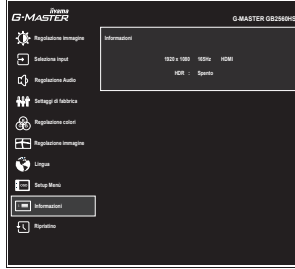 iiyama
G-MASTER
G-MASTER GB2560HS
Regolazione immagine
Informazioni
Selezione input
1920 x 1080 165Hz HDMI
HDR : Spento
Regolazione Audio
Settaggi di fabbrica
Regolazione colori
Regolazione immagine
Lingua
OSD
Setup Menù
Informazioni
Ripristino